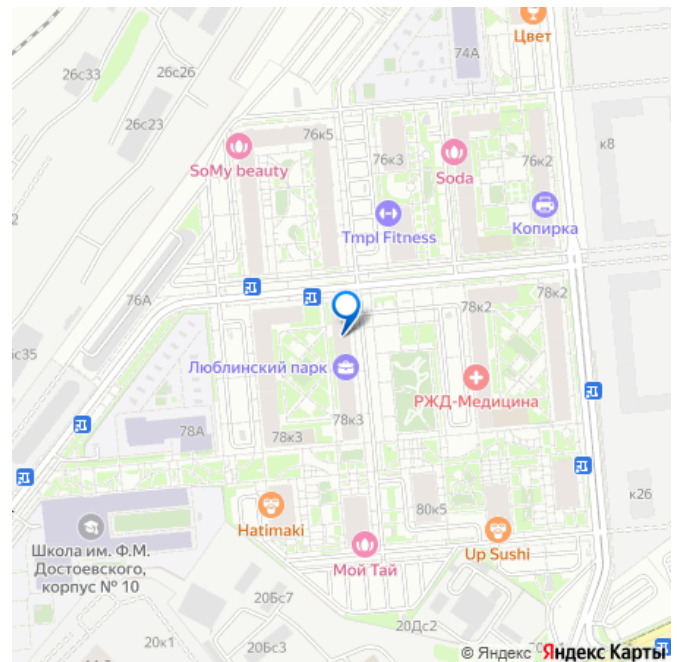 Цвет
74А
26с33
26с26
26с23
76к5
к8
76к3
76к2
SoMy beauty
Soda
Tmpl Fitness
Копирка
76А
78к2
78к2
с35
Люблинский парк
РЖД-Медицина
78А
78к3
78к3
к26
80к5
Hatimaki
Up Sushi
Школа им. Ф.М.
Достоевского,
корпус № 10
Мой Тай
20Бс7
20Дс2
20к1
20Бс3
© Яндекс Яндекс Карты